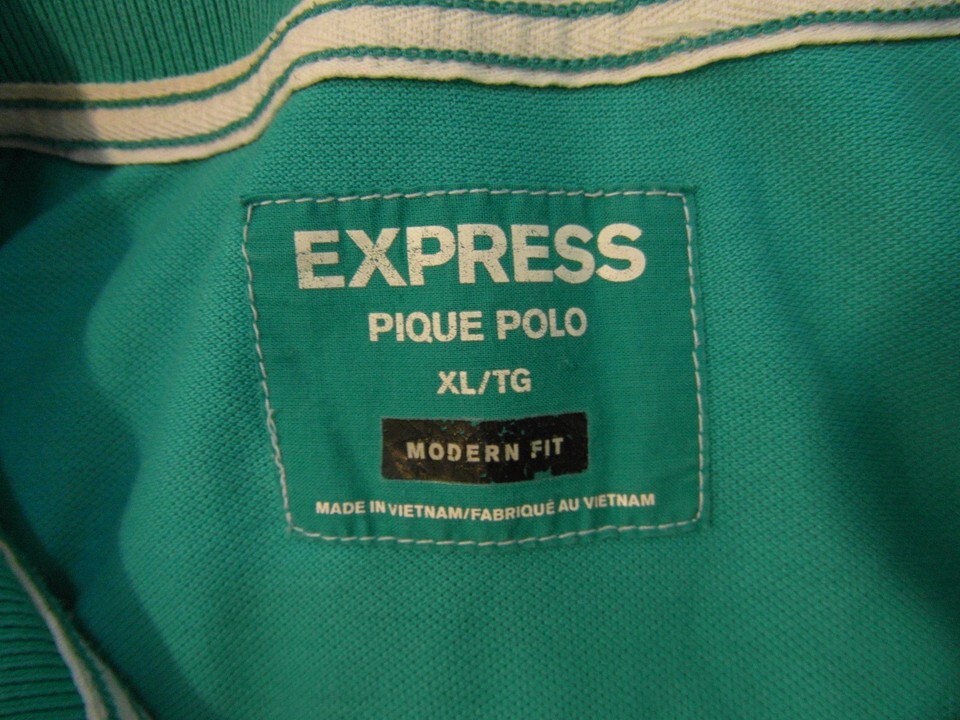 EXPRESS
PIQUE POLO
XL/TG
MODERN FIT
MADE IN VIETNAM/FABRIQUÉ AU VIETNAM